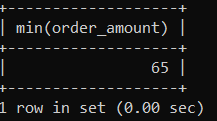 +-------------------+
| min(order_amount) |
+-------------------+
|                65 |
+-------------------+
1 row in set (0.00 sec)